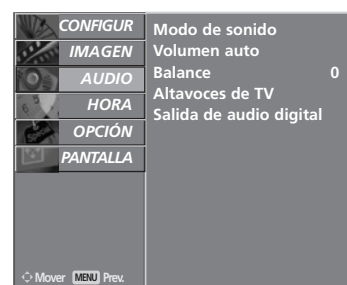 CONFIGUR
IMAGEN
AUDIO
HORA
OPCIÓN
PANTALLA
Modo de sonido
Volumen auto
Balance 0
Altavoces de TV
Salida de audio digital
Mover MENU Prev.